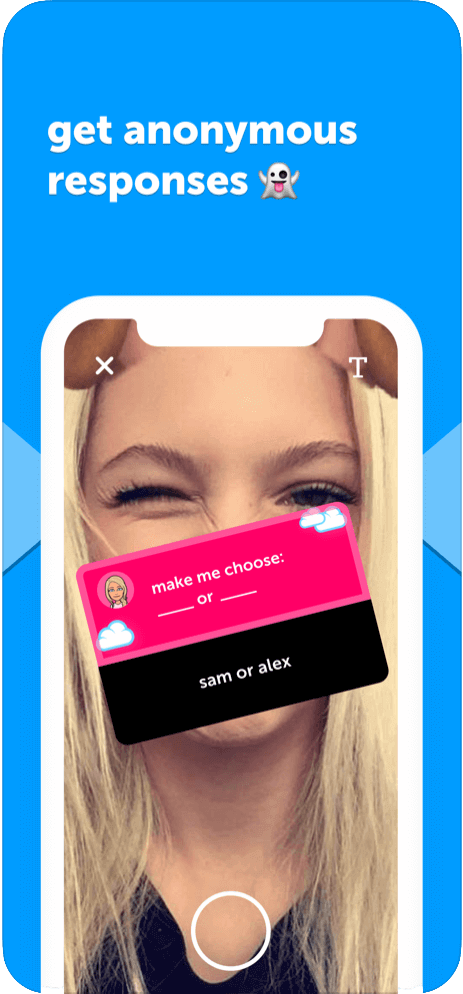 get anonymous
responses 👻
T
make me choose:
____ or ____
sam or alex